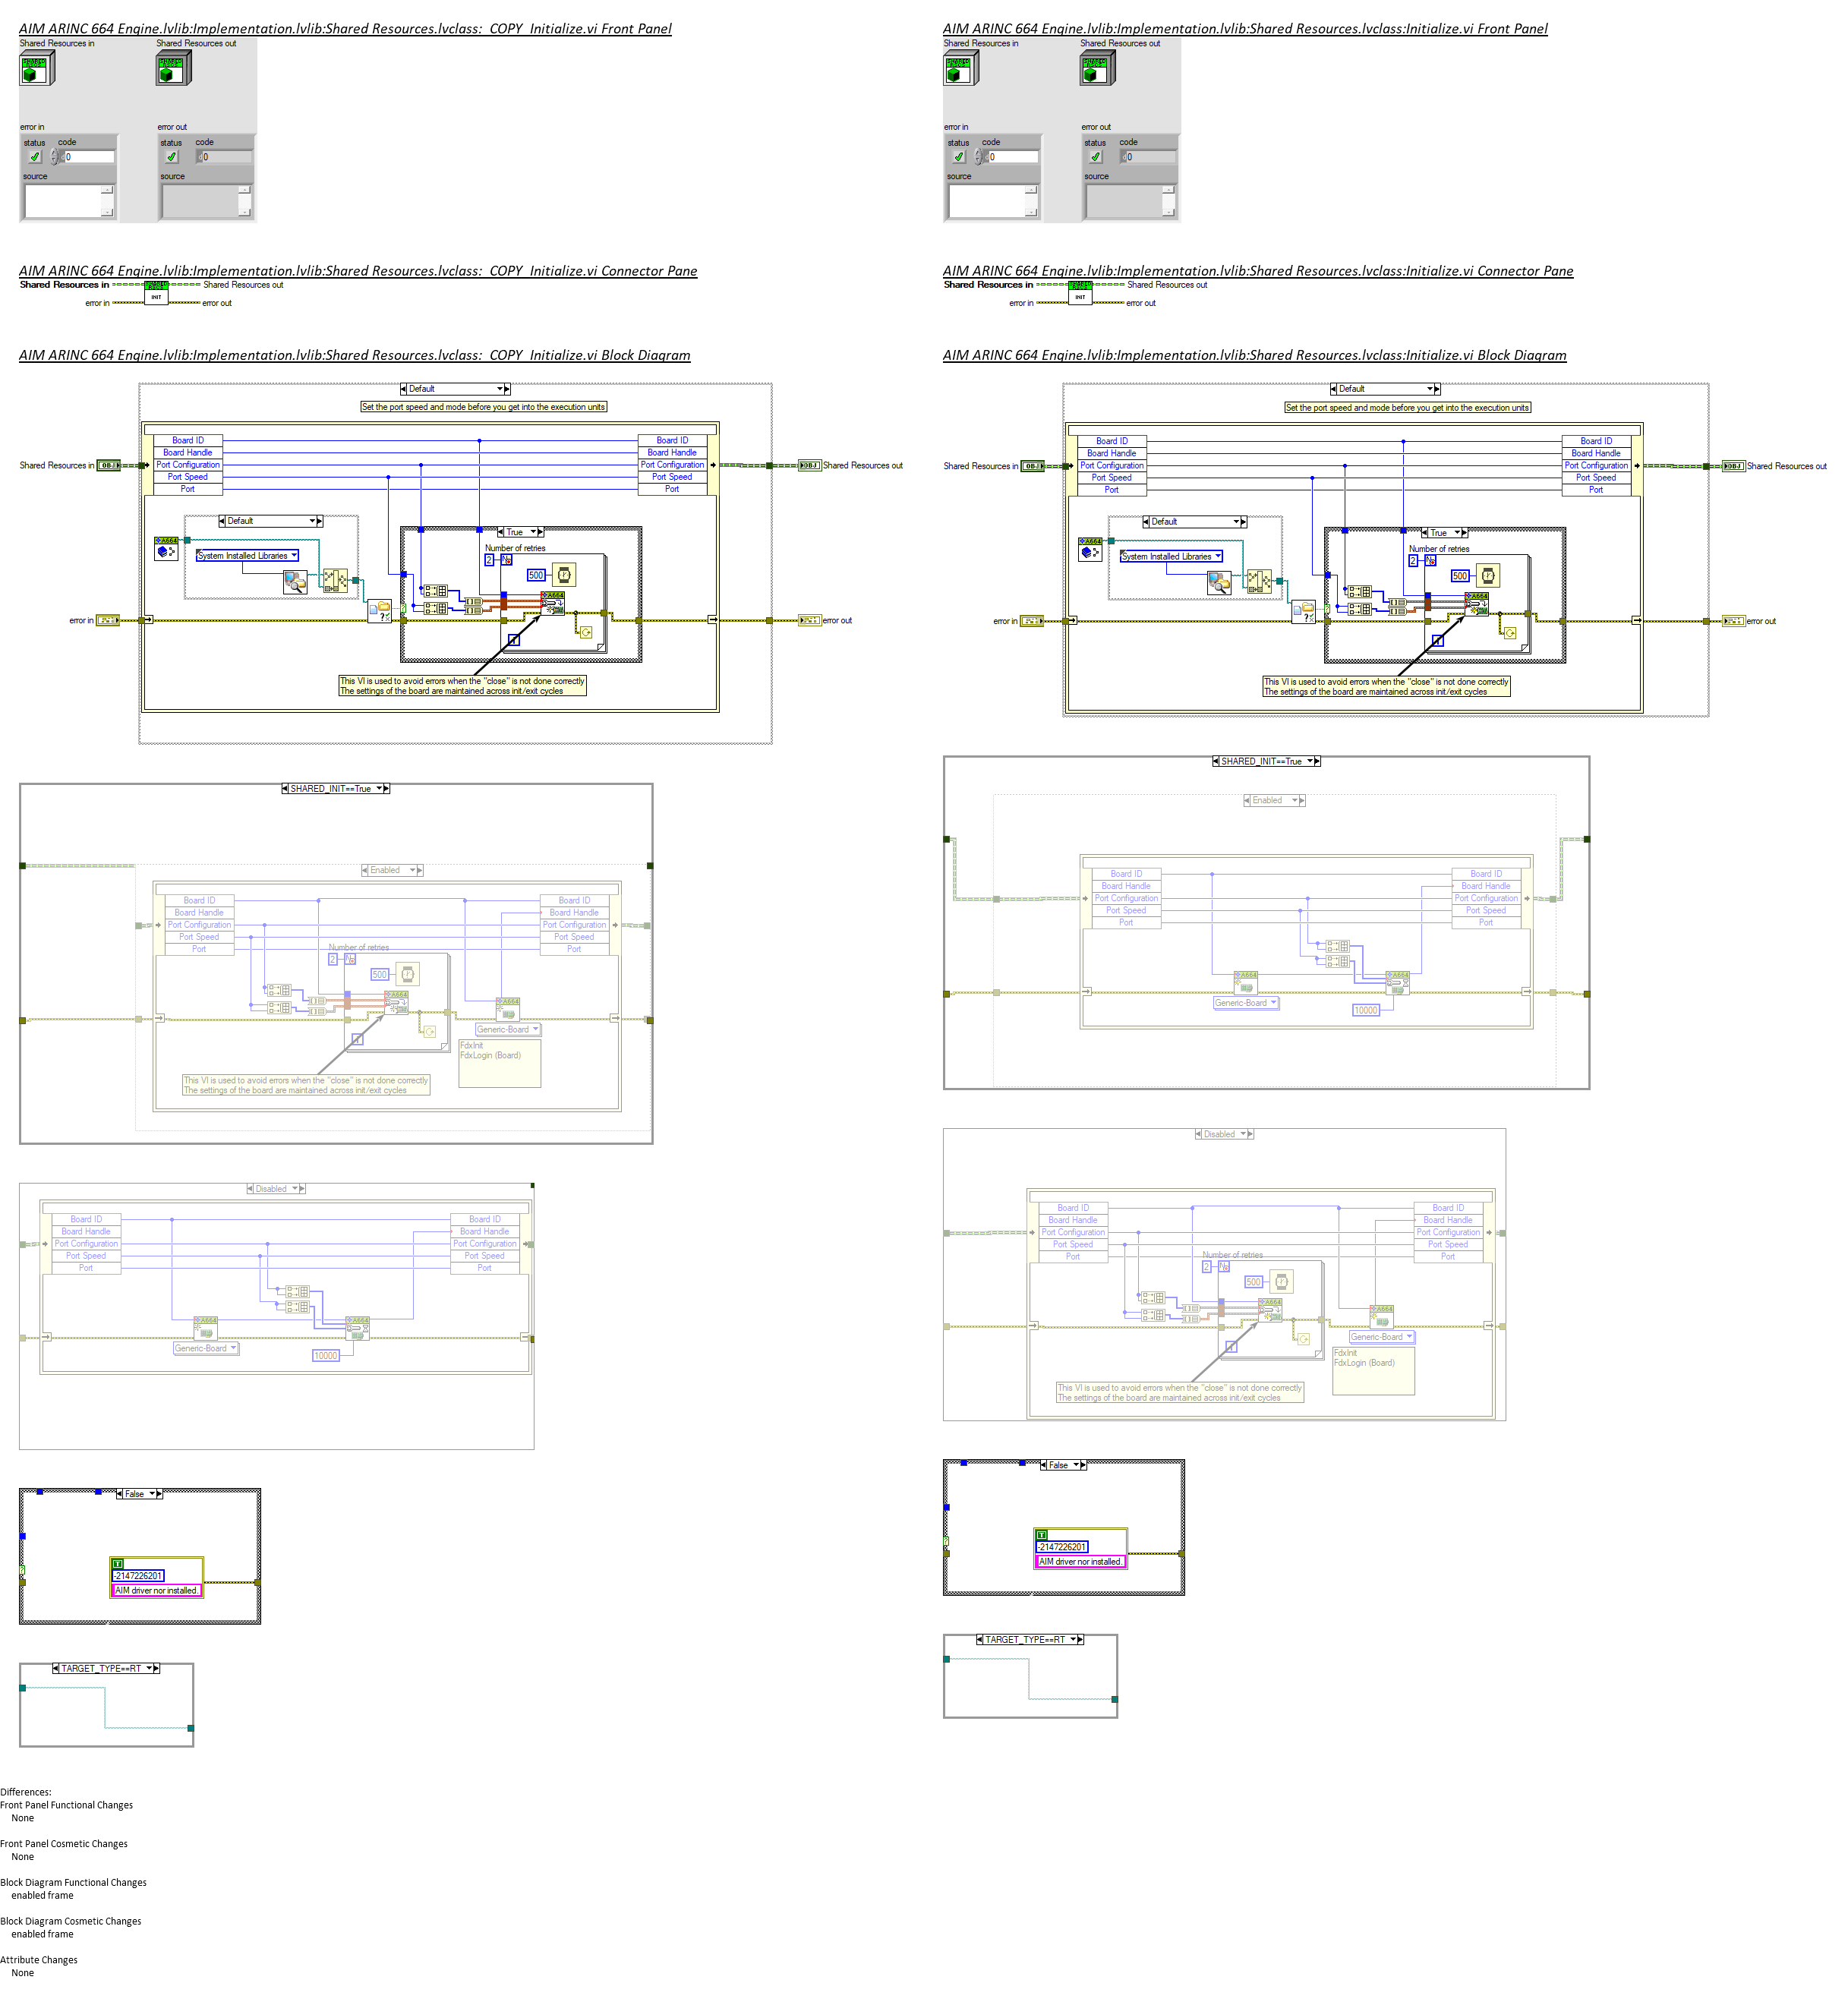 AIM ARINC 664 Engine.lvlib:Implementation.lvlib:Shared Resources.lvclass:_COPY_Initialize.vi Front Panel
Shared Resources in
Shared Resources out
error in
error out
status
code
0
status
code
0
source
source
AIM ARINC 664 Engine.lvlib:Implementation.lvlib:Shared Resources.lvclass:_COPY_Initialize.vi Connector Pane
Shared Resources in
Shared Resources out
INIT
error in
error out
AIM ARINC 664 Engine.lvlib:Implementation.lvlib:Shared Resources.lvclass:_COPY_Initialize.vi Block Diagram
Default
Set the port speed and mode before you get into the execution units
Board ID
Board Handle
Port Configuration
Port Speed
Port
Board ID
Board Handle
Port Configuration
Port Speed
Port
Shared Resources in
OBJ
OBJ
Shared Resources out
Default
A664
System Installed Libraries
True
Number of retries
2
N
500
A664
T
error in
error out
This VI is used to avoid errors when the "close" is not done correctly
The settings of the board are maintained across init/exit cycles
SHARED_INIT==True
Enabled
Board ID
Board Handle
Port Configuration
Port Speed
Port
Board ID
Board Handle
Port Configuration
Port Speed
Port
Number of retries
2
N
500
A664
T
A664
Generic-Board
FdxInit
FdxLogin (Board)
This VI is used to avoid errors when the "close" is not done correctly
The settings of the board are maintained across init/exit cycles
Disabled
Board ID
Board Handle
Port Configuration
Port Speed
Port
Board ID
Board Handle
Port Configuration
Port Speed
Port
A664
Generic-Board
A664
10000
False
T
-2147226201
AIM driver nor installed.
TARGET_TYPE==RT
Differences:
Front Panel Functional Changes
None
Front Panel Cosmetic Changes
None
Block Diagram Functional Changes
enabled frame
Block Diagram Cosmetic Changes
enabled frame
Attribute Changes
None
AIM ARINC 664 Engine.lvlib:Implementation.lvlib:Shared Resources.lvclass:Initialize.vi Front Panel
Shared Resources in
Shared Resources out
error in
error out
status
code
0
status
code
0
source
source
AIM ARINC 664 Engine.lvlib:Implementation.lvlib:Shared Resources.lvclass:Initialize.vi Connector Pane
Shared Resources in
Shared Resources out
INIT
error in
error out
AIM ARINC 664 Engine.lvlib:Implementation.lvlib:Shared Resources.lvclass:Initialize.vi Block Diagram
Default
Set the port speed and mode before you get into the execution units
Board ID
Board Handle
Port Configuration
Port Speed
Port
Board ID
Board Handle
Port Configuration
Port Speed
Port
Shared Resources in
OBJ
OBJ
Shared Resources out
Default
A664
System Installed Libraries
True
Number of retries
2
N
500
A664
T
error in
error out
This VI is used to avoid errors when the "close" is not done correctly
The settings of the board are maintained across init/exit cycles
SHARED_INIT==True
Enabled
Board ID
Board Handle
Port Configuration
Port Speed
Port
Board ID
Board Handle
Port Configuration
Port Speed
Port
A664
Generic-Board
A664
10000
Disabled
Board ID
Board Handle
Port Configuration
Port Speed
Port
Board ID
Board Handle
Port Configuration
Port Speed
Port
Number of retries
2
N
500
A664
T
A664
Generic-Board
FdxInit
FdxLogin (Board)
This VI is used to avoid errors when the "close" is not done correctly
The settings of the board are maintained across init/exit cycles
False
T
-2147226201
AIM driver nor installed.
TARGET_TYPE==RT